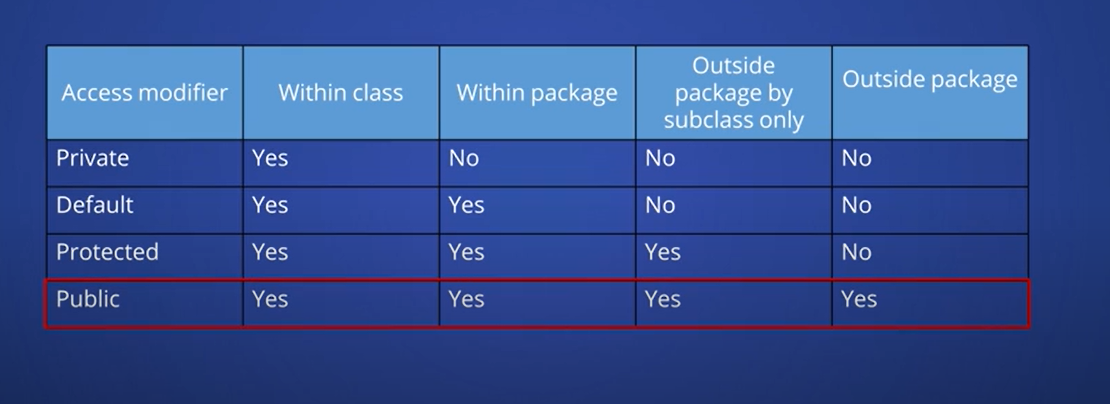 Access modifier
Within class
Within package
Outside
package by
subclass only
Outside package
Private Yes No No No
Default Yes Yes No No
Protected Yes Yes Yes No
Public Yes Yes Yes Yes